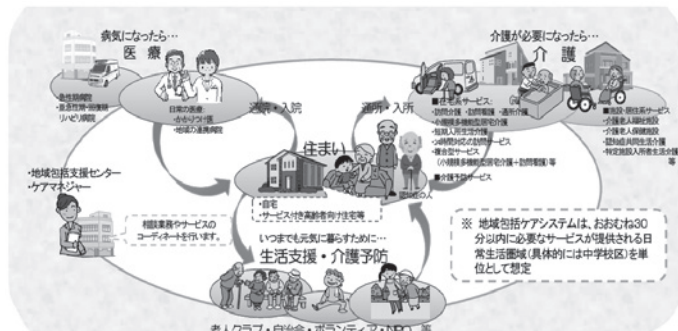 病気になったら…
医療
・急性期病院
・亜急性期・回復期
リハビリ病院
日常の医療:
・かかりつけ医
・地域の連携病院
通院・入院
介護が必要になったら…
介護
通所・入所
■在宅系サービス:
・訪問介護・訪問看護・通所介護
・小規模多機能型居宅介護
・短期入所生活介護
・24時間対応の訪問サービス
・複合型サービス
(小規模多機能型居宅介護+訪問看護) 等
■介護予防サービス
■施設・居住系サービス
・介護老人福祉施設
・介護老人保健施設
・認知症共同生活介護
・特定施設入所者生活介護
等
住まい
・自宅
・サービス付き高齢者向け住宅等
・地域包括支援センター
・ケアマネジャー
相談業務やサービスの
コーディネートを行います。
いつまでも元気に暮らすために…
生活支援・介護予防
※ 地域包括ケアシステムは、おおむね30
分以内に必要なサービスが提供される日
常生活圏域(具体的には中学校区)を単
位として想定
老人クラブ・自治会・ボランティア・NPO 等